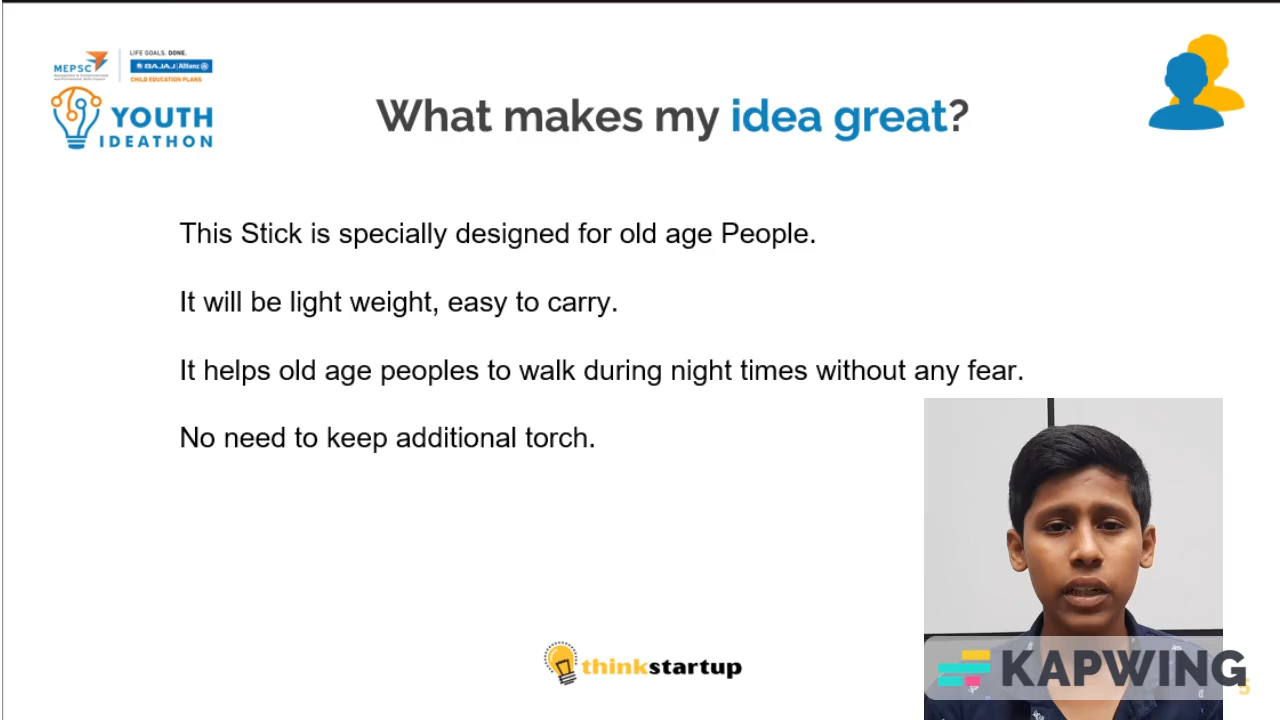 MEPSC
LIFE GOALS. DONE.
BAJAJ Allianz
CHILD EDUCATION PLANS
YOUTH
IDEATHON
What makes my idea great?
This Stick is specially designed for old age People.
It will be light weight, easy to carry.
It helps old age peoples to walk during night times without any fear.
No need to keep additional torch.
thinkstartup
KAPWING
5